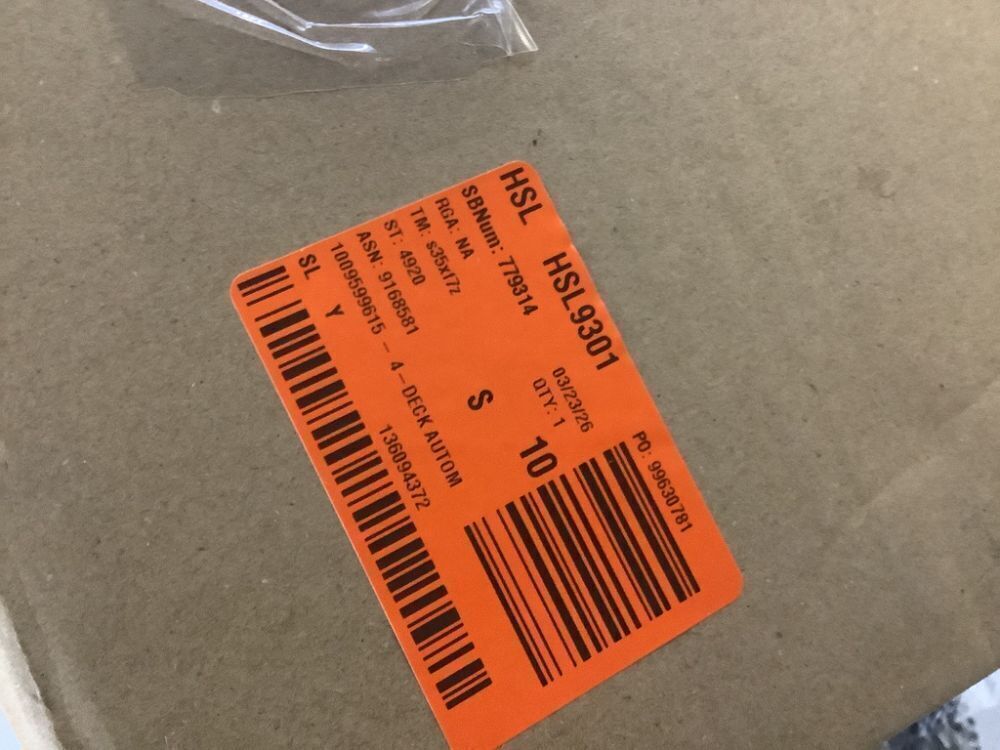 HSL HSL9301
SBNum: 779314
RGA: NA 03/23/26 PO: 99630781
TM: s35x17z QTY: 1
ST: 4920 S 10
ASN: 9168581
1009599615 - 4-DECK AUTOM
SL Y 136094372